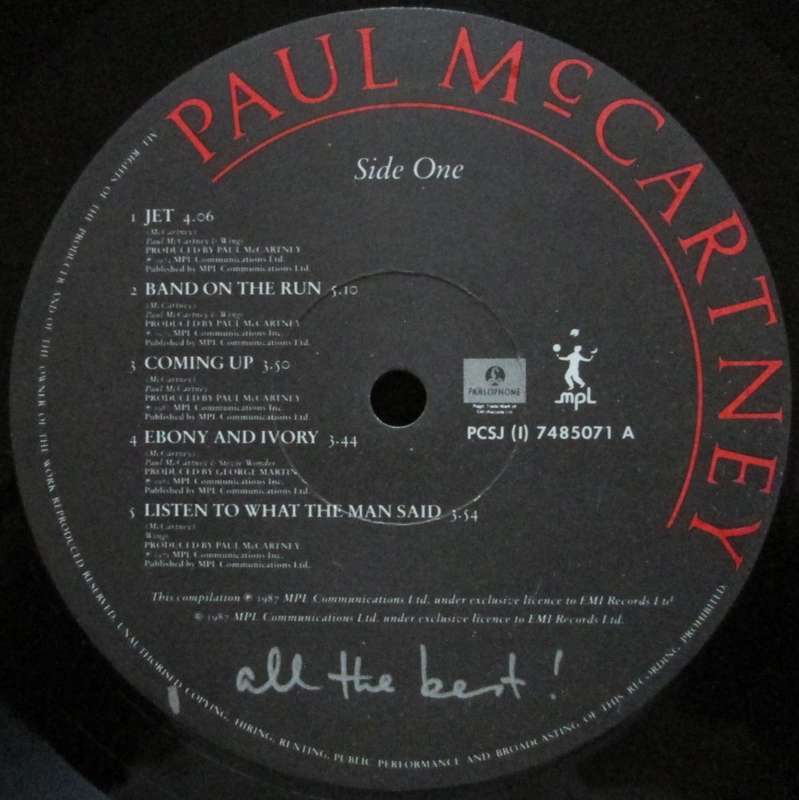 PAUL McCARTNEY
Side One
1 JET 4.06
(McCartney)
Paul McCartney & Wings
PRODUCED BY PAUL McCARTNEY
MPL Communications Ltd.
Published by MPL Communications Ltd.
2 BAND ON THE RUN 5.10
(McCartney)
Paul McCartney & Wings
PRODUCED BY PAUL McCARTNEY
MPL Communications Inc.
Published by MPL Communications Ltd.
3 COMING UP 3.50
(McCartney)
Paul McCartney
PRODUCED BY PAUL McCARTNEY
MPL Communications Inc.
Published by MPL Communications Ltd.
4 EBONY AND IVORY 3.44
(McCartney)
Paul McCartney & Stevie Wonder
PRODUCED BY GEORGE MARTIN
MPL Communications Inc.
Published by MPL Communications Ltd.
5 LISTEN TO WHAT THE MAN SAID 3.54
(McCartney)
Wings
PRODUCED BY PAUL McCARTNEY
℗ 1975 MPL Communications Inc.
Published by MPL Communications Ltd.
PARLOPHONE
mpL
PCSJ (I) 7485071 A
This compilation ℗ 1987 MPL Communications Ltd. under exclusive licence to EMI Records Ltd
© 1987 MPL Communications Ltd. under exclusive licence to EMI Records Ltd.
all the best!
ALL RIGHTS OF THE PRODUCER AND OF THE OWNER OF THE WORK REPRODUCED RESERVED. UNAUTHORISED COPYING, HIRING, RENTING, PUBLIC PERFORMANCE AND BROADCASTING OF THIS RECORDING PROHIBITED.